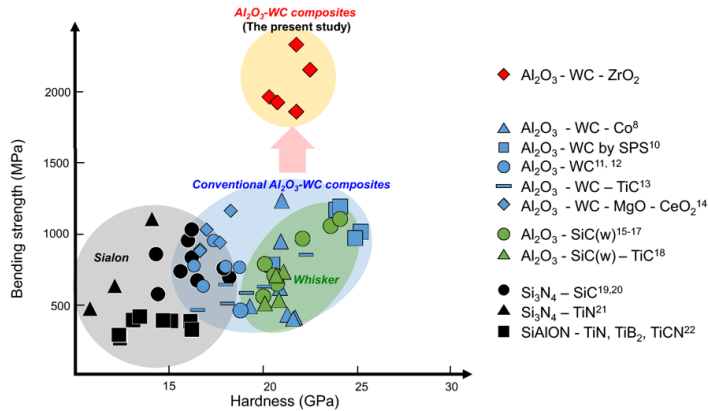 Al₂O₃-WC composites
(The present study)
Bending strength (MPa)
2000
1500
1000
500
Conventional Al₂O₃-WC composites
Sialon
Whisker
15
20
25
30
Hardness (GPa)
Al₂O₃ - WC - ZrO₂
Al₂O₃ - WC - Co⁸
Al₂O₃ - WC by SPS¹⁰
Al₂O₃ - WC¹¹, ¹²
Al₂O₃ - WC – TiC¹³
Al₂O₃ - WC - MgO - CeO₂¹⁴
Al₂O₃ - SiC(w)¹⁵⁻¹⁷
Al₂O₃ - SiC(w) – TiC¹⁸
Si₃N₄ – SiC¹⁹,²⁰
Si₃N₄ – TiN²¹
SiAlON - TiN, TiB₂, TiCN²²